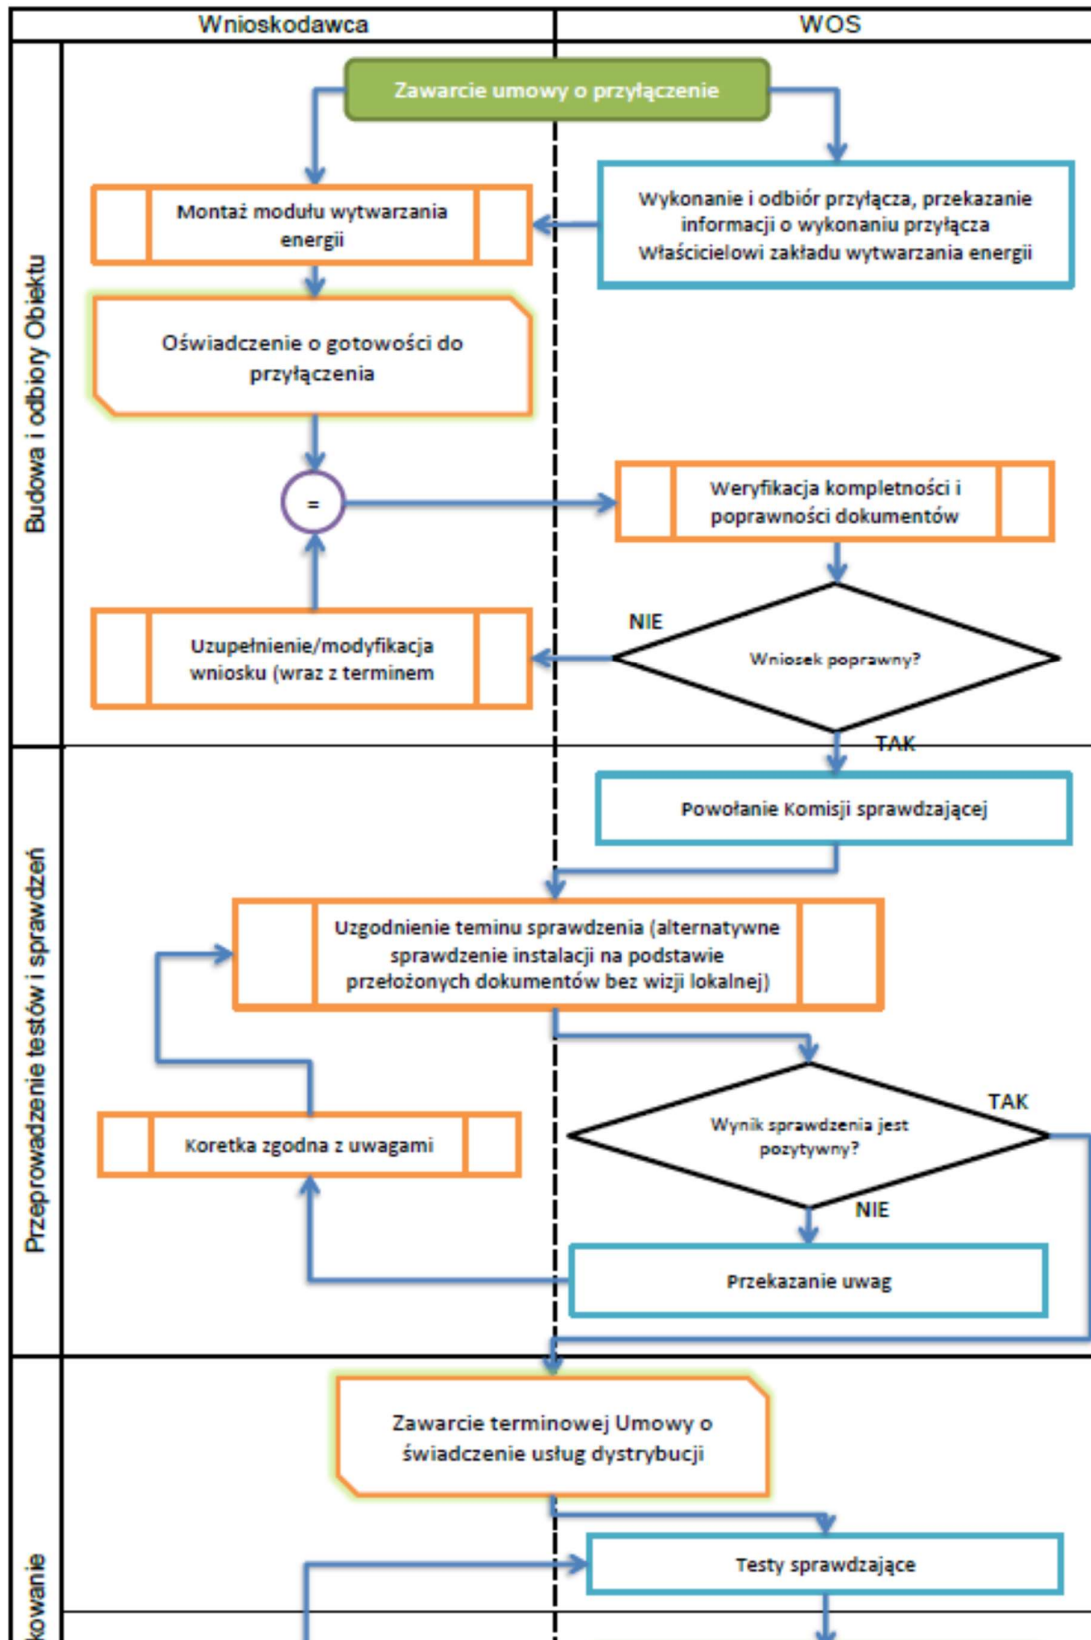 Wnioskodawca
WOS
Budowa i odbiory Obiektu
Zawarcie umowy o przyłączenie
Montaż modułu wytwarzania
energii
Wykonanie i odbiór przyłącza, przekazanie
informacji o wykonaniu przyłącza
Właścicielowi zakładu wytwarzania energii
Oświadczenie o gotowości do
przyłączenia
=
Weryfikacja kompletności i
poprawności dokumentów
NIE
Wniosek poprawny?
Uzupełnienie/modyfikacja
wniosku (wraz z terminem
TAK
Przeprowadzenie testów i sprawdzeń
Powołanie Komisji sprawdzającej
Uzgodnienie teminu sprawdzenia (alternatywne
sprawdzenie instalacji na podstawie
przełożonych dokumentów bez wizji lokalnej)
Wynik sprawdzenia jest
pozytywny?
TAK
Koretka zgodna z uwagami
NIE
Przekazanie uwag
Zawarcie terminowej Umowy o
świadczenie usług dystrybucji
Testy sprawdzające
kowanie